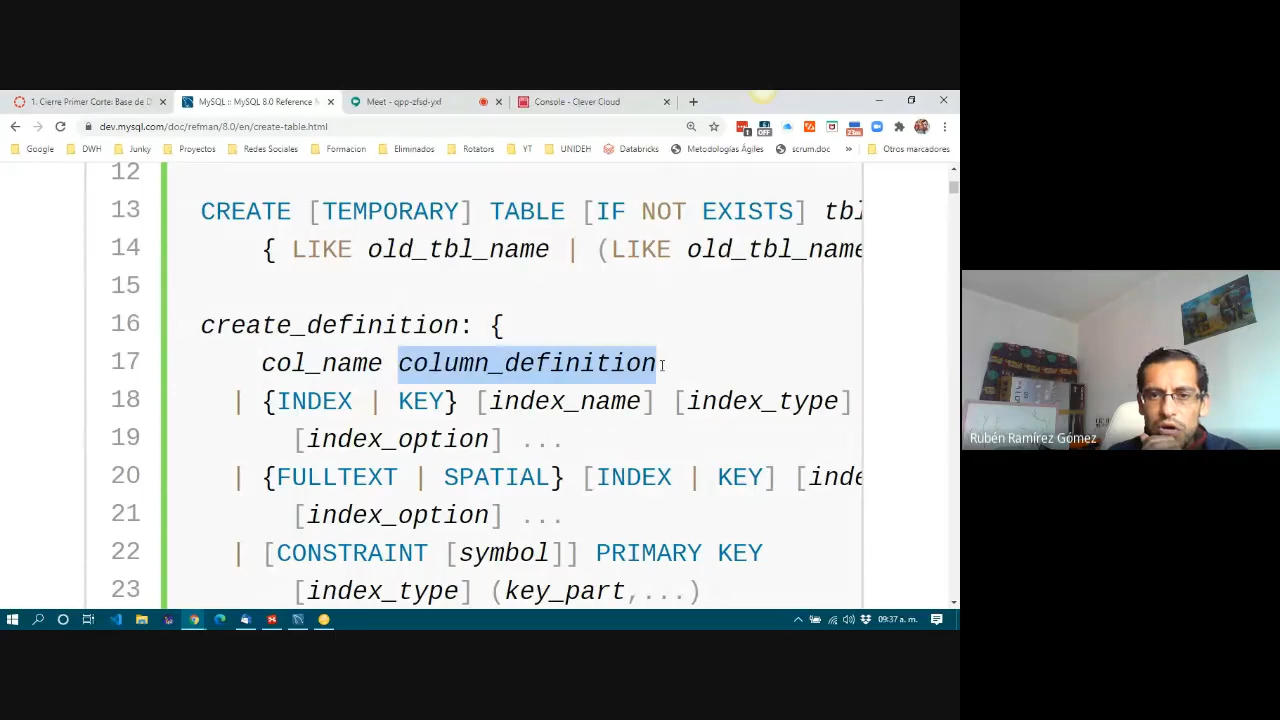 1. Cierre Primer Corte: Base de D
MySQL :: MySQL 8.0 Reference M
Meet - qpp-zfsd-yxf
Console - Clever Cloud
dev.mysql.com/doc/refman/8.0/en/create-table.html
1
OFF
23m
Google
DWH
Proyectos
Junky
Redes Sociales
Formacion
Eliminados
Rotators
YT
UNIDEH
Databricks
Metodologías Ágiles
scrum.doc
»
Otros marcadores
12
13 CREATE [TEMPORARY] TABLE [IF NOT EXISTS] tbl
14 { LIKE old_tbl_name | (LIKE old_tbl_name
15
16 create_definition: {
17 col_name column_definition
18 | {INDEX | KEY} [index_name] [index_type]
19 [index_option] ...
20 | {FULLTEXT | SPATIAL} [INDEX | KEY] [inde
21 [index_option] ...
22 | [CONSTRAINT [symbol]] PRIMARY KEY
23 [index_type] (key_part,...)
Rubén Ramírez Gómez
09:37 a. m.